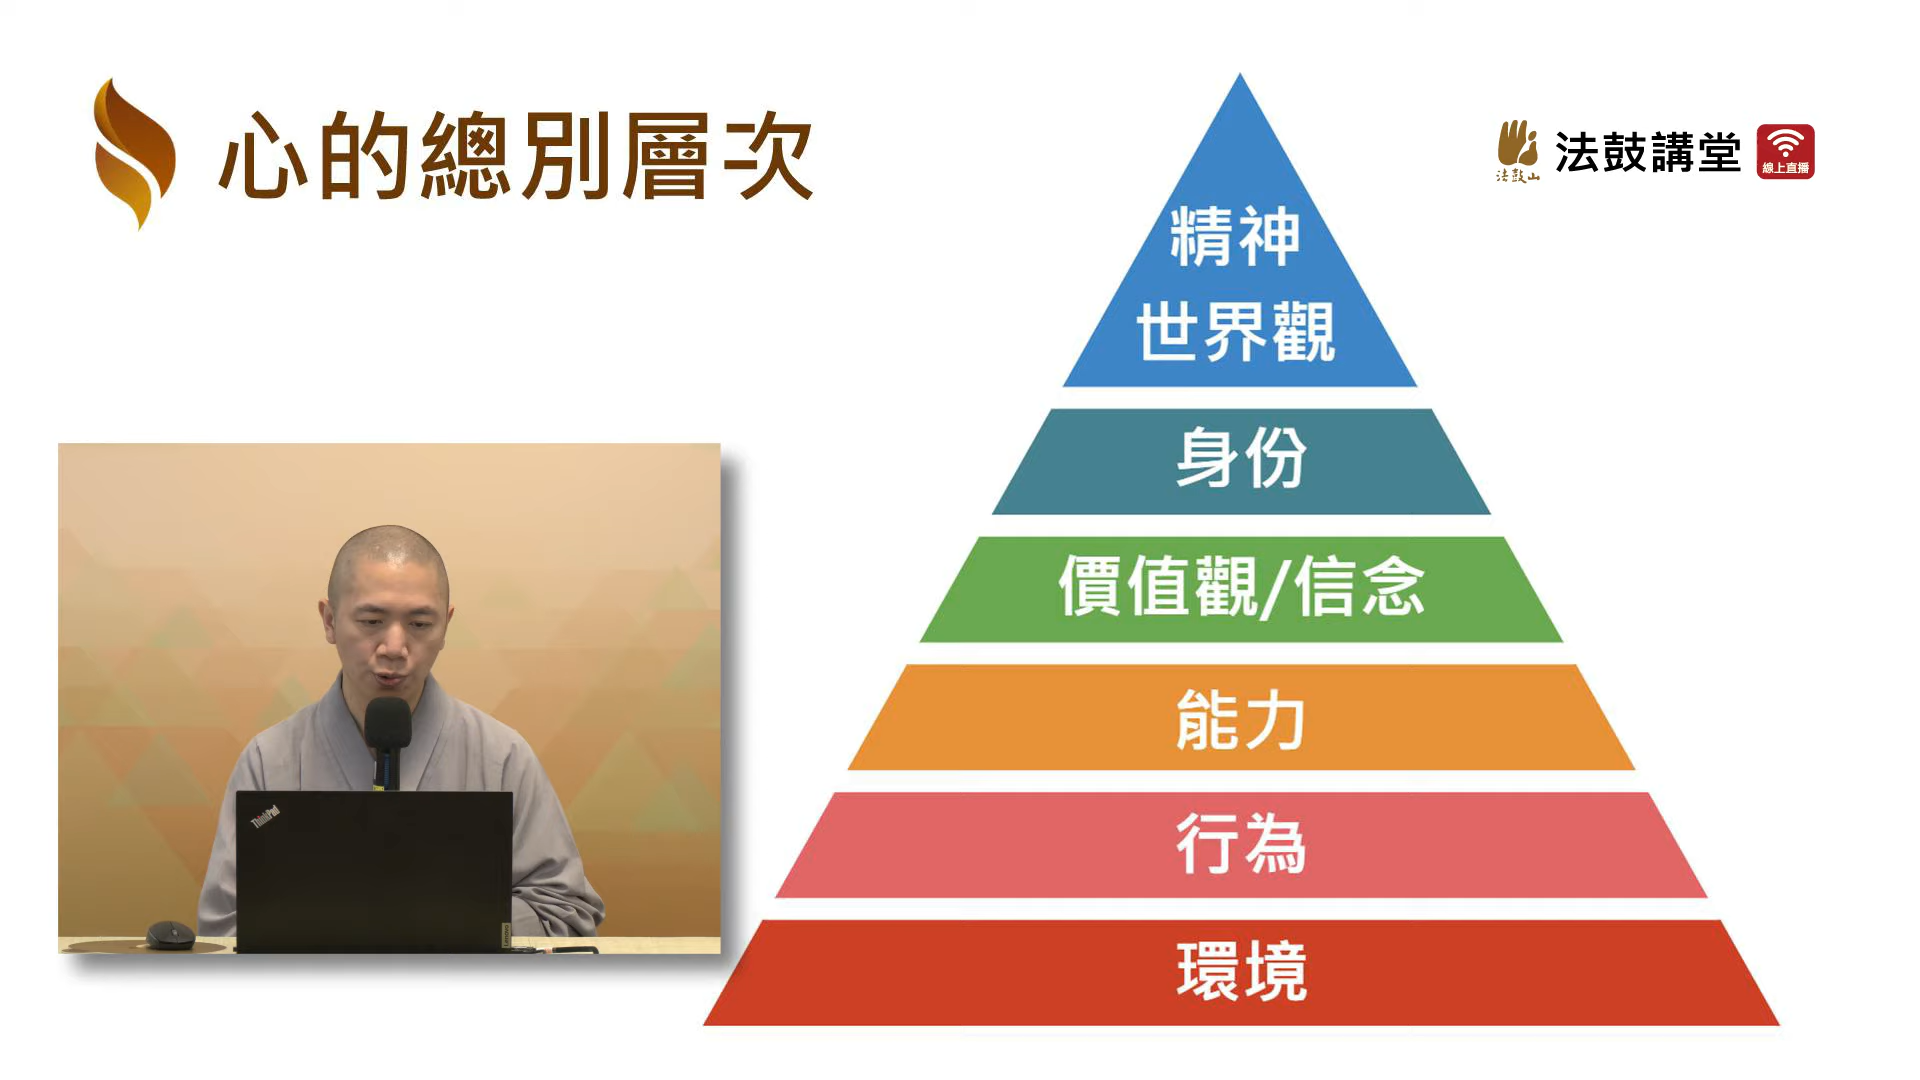 心的總別層次
法鼓山
法鼓講堂
線上直播
精神
世界觀
身份
價值觀/信念
能力
行為
環境
ThinkPad
Lenovo